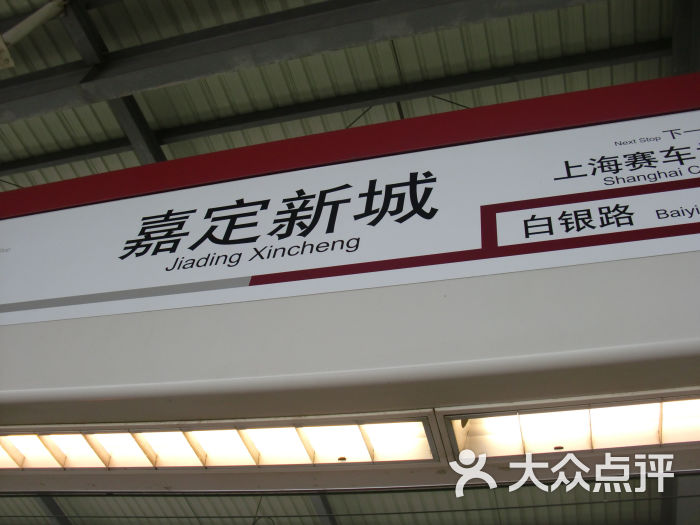 嘉定新城
Jiading Xincheng
Next Stop 下一
上海赛车
Shanghai
白银路
大众点评